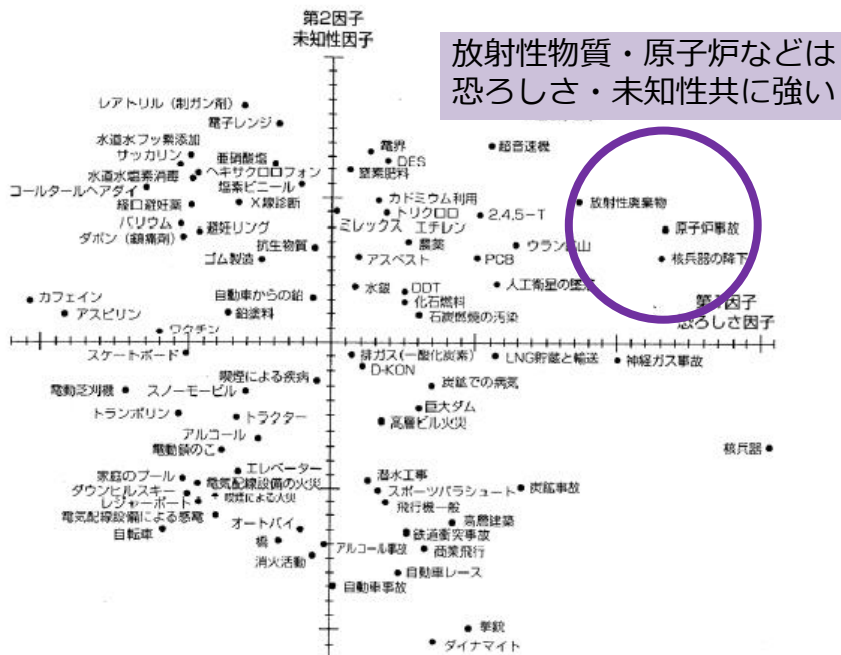 第2因子
未知性因子
放射性物質・原子炉などは
恐ろしさ・未知性共に強い
レアトリル（制ガン剤）
電子レンジ
水道水フッ素添加
サッカリン
亜硝酸塩
電界
DES
超音速機
水道水塩素消毒
ヘキサクロロフォン
窒素肥料
コールタールヘアダイ
塩素ビニール
経口避妊薬
X線診断
カドミウム利用
放射性廃棄物
トリクロロ
2,4,5-T
バリウム
避妊リング
ミレックス
エチレン
原子炉事故
ダボン（鎮痛剤）
抗生物質
農薬
ウラン鉱山
ゴム製造
アスベスト
PCB
核兵器の降下
水銀
DDT
人工衛星の墜落
カフェイン
自動車からの鉛
化石燃料
アスピリン
鉛塗料
石炭燃焼の汚染
第1因子
恐ろしさ因子
ワクチン
スケートボード
排ガス(一酸化炭素)
LNG貯蔵と輸送
神経ガス事故
D-KON
電動芝刈機
スノーモービル
喫煙による疾病
炭鉱での病気
トランポリン
トラクター
巨大ダム
高層ビル火災
アルコール
電動鎖のこ
核兵器
エレベーター
家庭のプール
電気配線設備の火災
潜水工事
ダウンヒルスキー
喫煙による火災
スポーツパラシュート
炭鉱事故
レジャーボート
飛行機一般
電気配線設備による感電
オートバイ
高層建築
自転車
鉄道衝突事故
橋
アルコール事故
商業飛行
消火活動
自動車レース
自動車事故
拳銃
ダイナマイト